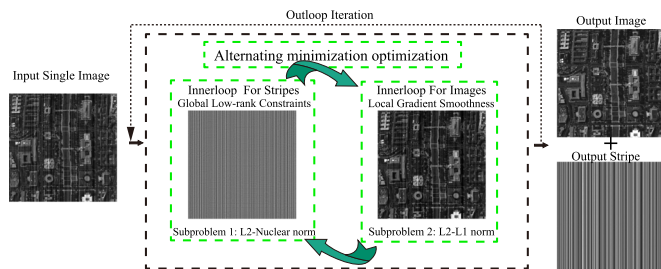 Outloop Iteration
Output Image
Alternating minimization optimization
Input Single Image
Innerloop For Stripes
Global Low-rank Constraints
Innerloop For Images
Local Gradient Smoothness
+
Output Stripe
Subproblem 1: L2-Nuclear norm
Subproblem 2: L2-L1 norm